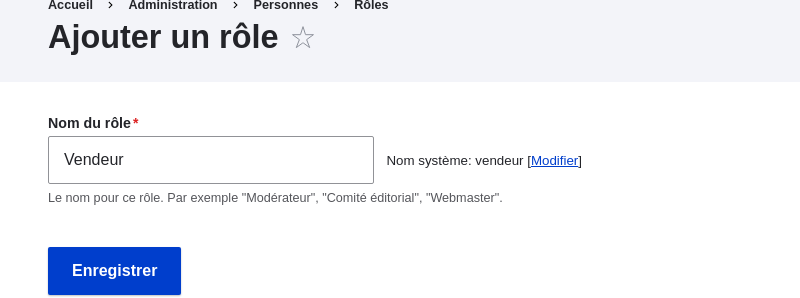 Accueil > Administration > Personnes > Rôles
Ajouter un rôle ☆
Nom du rôle*
Vendeur
Nom système: vendeur [Modifier]
Le nom pour ce rôle. Par exemple "Modérateur", "Comité éditorial", "Webmaster".
Enregistrer